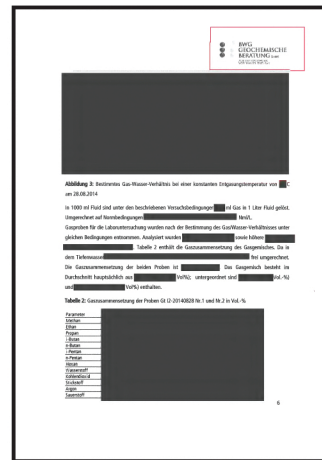 BWG
GEOCHEMISCHE
BERATUNG GmbH
Abbildung 3: Bestimmtes Gas-Wasser-Verhältnis bei einer konstanten Entgasungstemperatur von C
am 28.08.2014
In 1000 ml Fluid sind unter den beschriebenen Versuchsbedingungen ml Gas in 1 Liter Fluid gelöst.
Umgerechnet auf Normbedingungen Nml/L.
Gasproben für die Laboruntersuchung wurden nach der Bestimmung des Gas/Wasser-Verhältnisses unter
gleichen Bedingungen entnommen. Analysiert wurden sowie höhere
. Tabelle 2 enthält die Gaszusammensetzung des Gasgemisches. Da in
dem Tiefenwasser frei umgerechnet.
Die Gaszusammensetzung der beiden Proben ist . Das Gasgemisch besteht im
Durchschnitt hauptsächlich aus Vol%); untergeordnet sind Vol.-%)
und Vol%) enthalten.
Tabelle 2: Gaszusammensetzung der Proben Gt I2-20140828 Nr.1 und Nr.2 in Vol.-%
Parameter
Methan
Ethan
Propan
i-Butan
n-Butan
i-Pentan
n-Pentan
Hexan
Wasserstoff
Kohlendioxid
Stickstoff
Argon
Sauerstoff
6